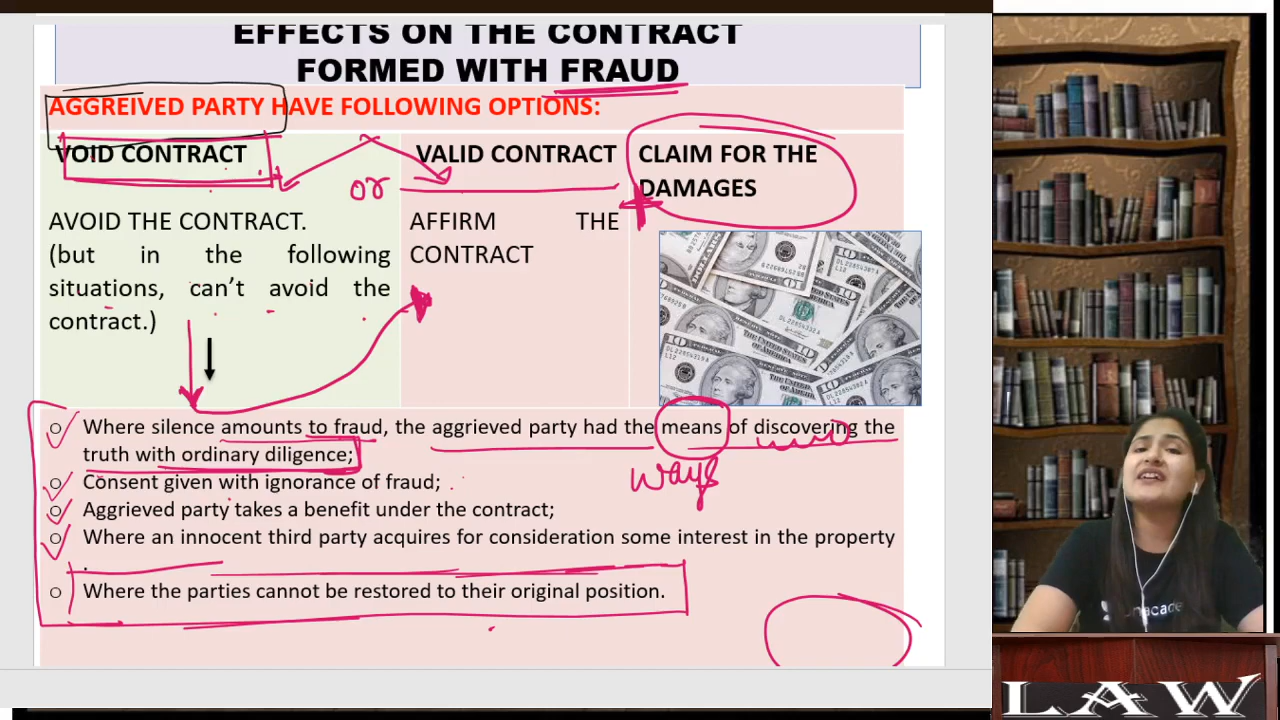 EFFECTS ON THE CONTRACT
FORMED WITH FRAUD
AGGREIVED PARTY HAVE FOLLOWING OPTIONS:
VOID CONTRACT
AVOID THE CONTRACT.
(but in the following
situations, can't avoid the
contract.)
or
VALID CONTRACT
AFFIRM THE
CONTRACT
CLAIM FOR THE
DAMAGES
o Where silence amounts to fraud, the aggrieved party had the means of discovering the
truth with ordinary diligence;
ways
o Consent given with ignorance of fraud;
o Aggrieved party takes a benefit under the contract;
o Where an innocent third party acquires for consideration some interest in the property
.
o Where the parties cannot be restored to their original position.
unacade
LAW